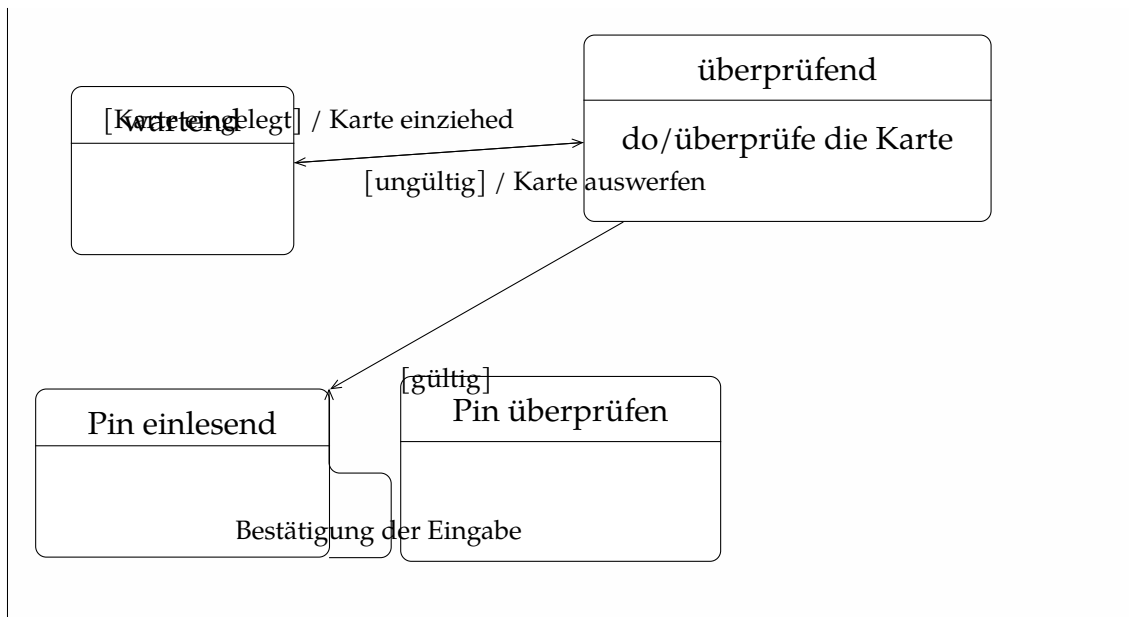 überprüfend
wartend
[Karte eingelegt] / Karte einziehed
do/überprüfe die Karte
[ungültig] / Karte auswerfen
[gültig]
Pin einlesend
Pin überprüfen
Bestätigung der Eingabe